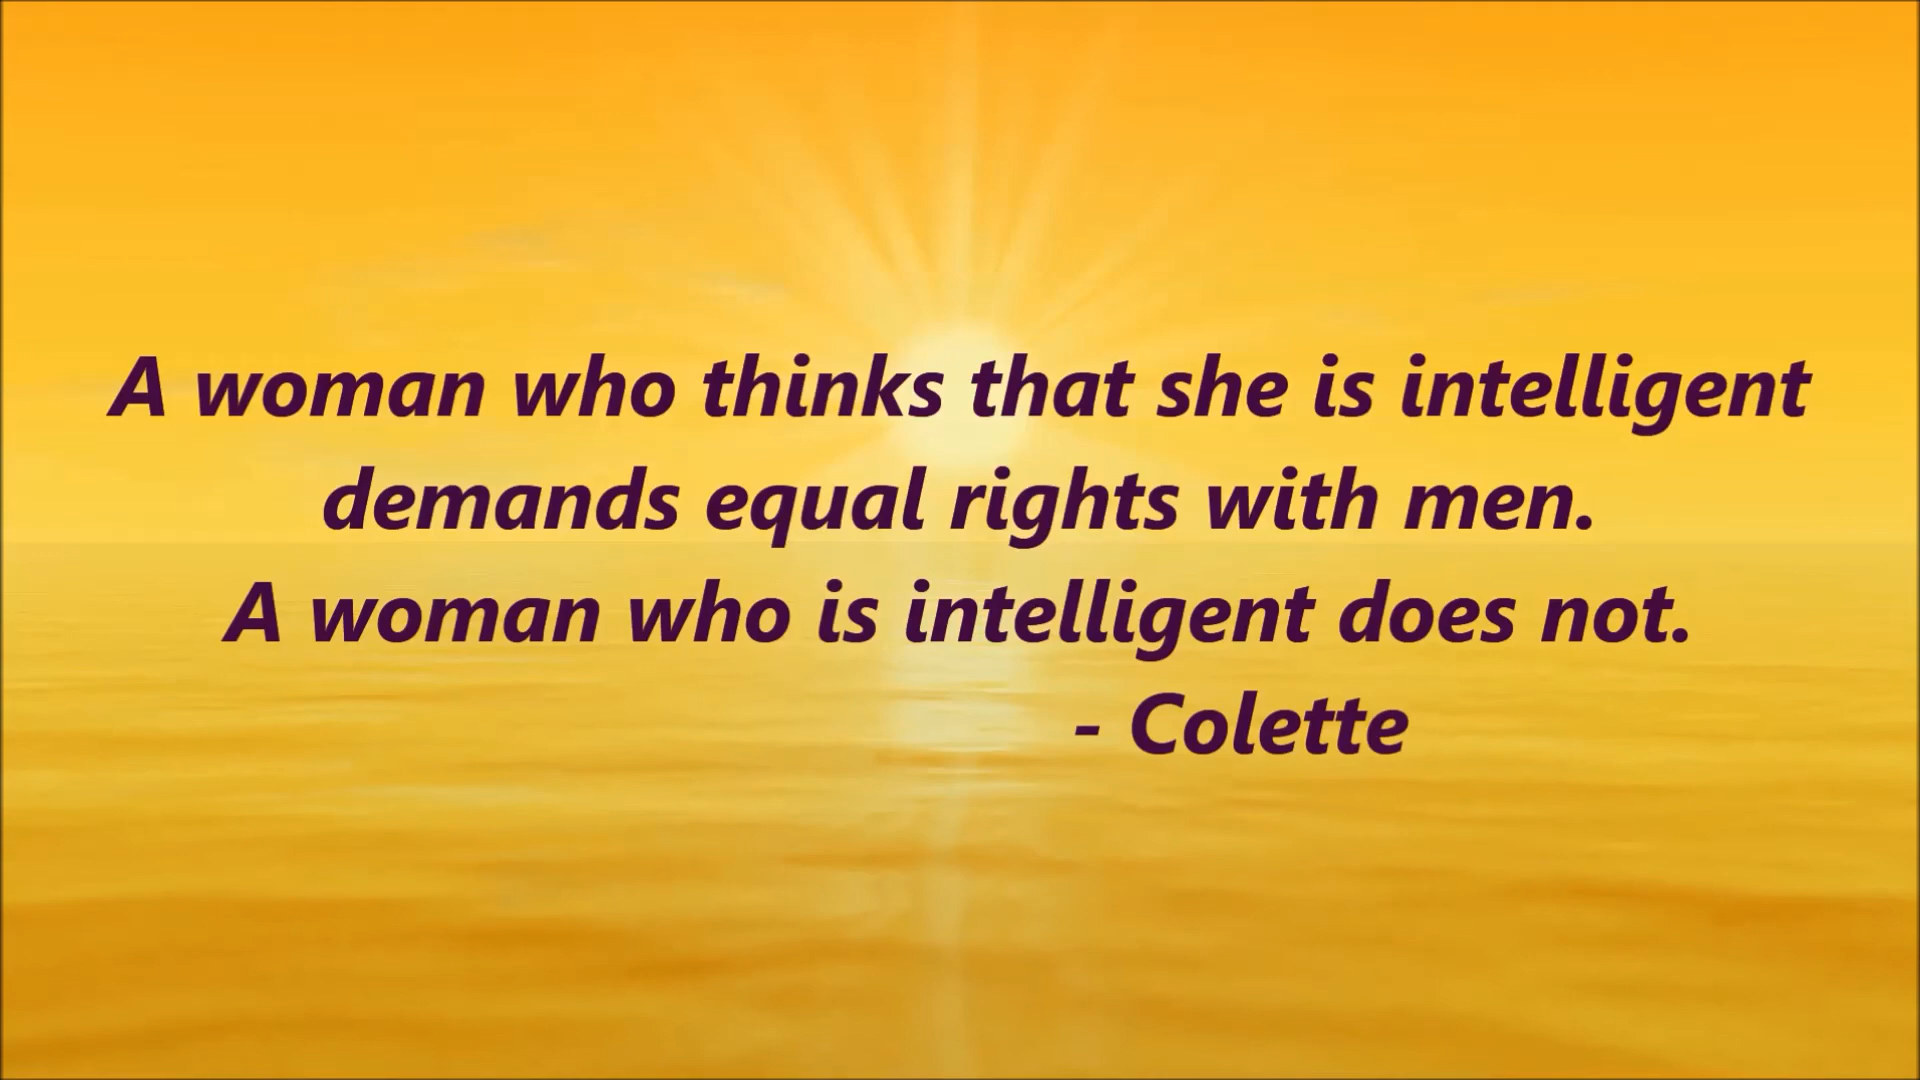 A woman who thinks that she is intelligent
demands equal rights with men.
A woman who is intelligent does not.
- Colette